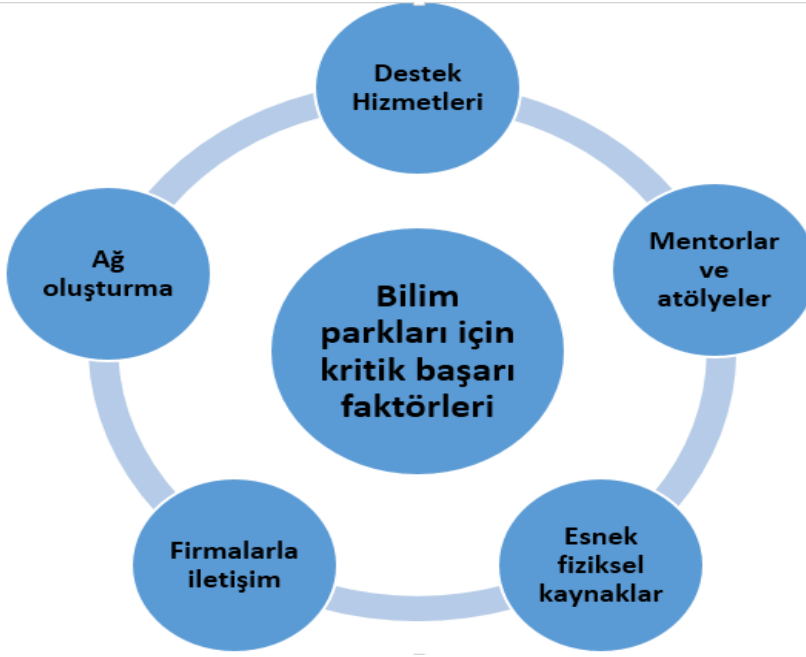 Destek
Hizmetleri
Mentorlar
ve
atölyeler
Esnek
fiziksel
kaynaklar
Firmalarla
iletişim
Ağ
oluşturma
Bilim
parkları için
kritik başarı
faktörleri